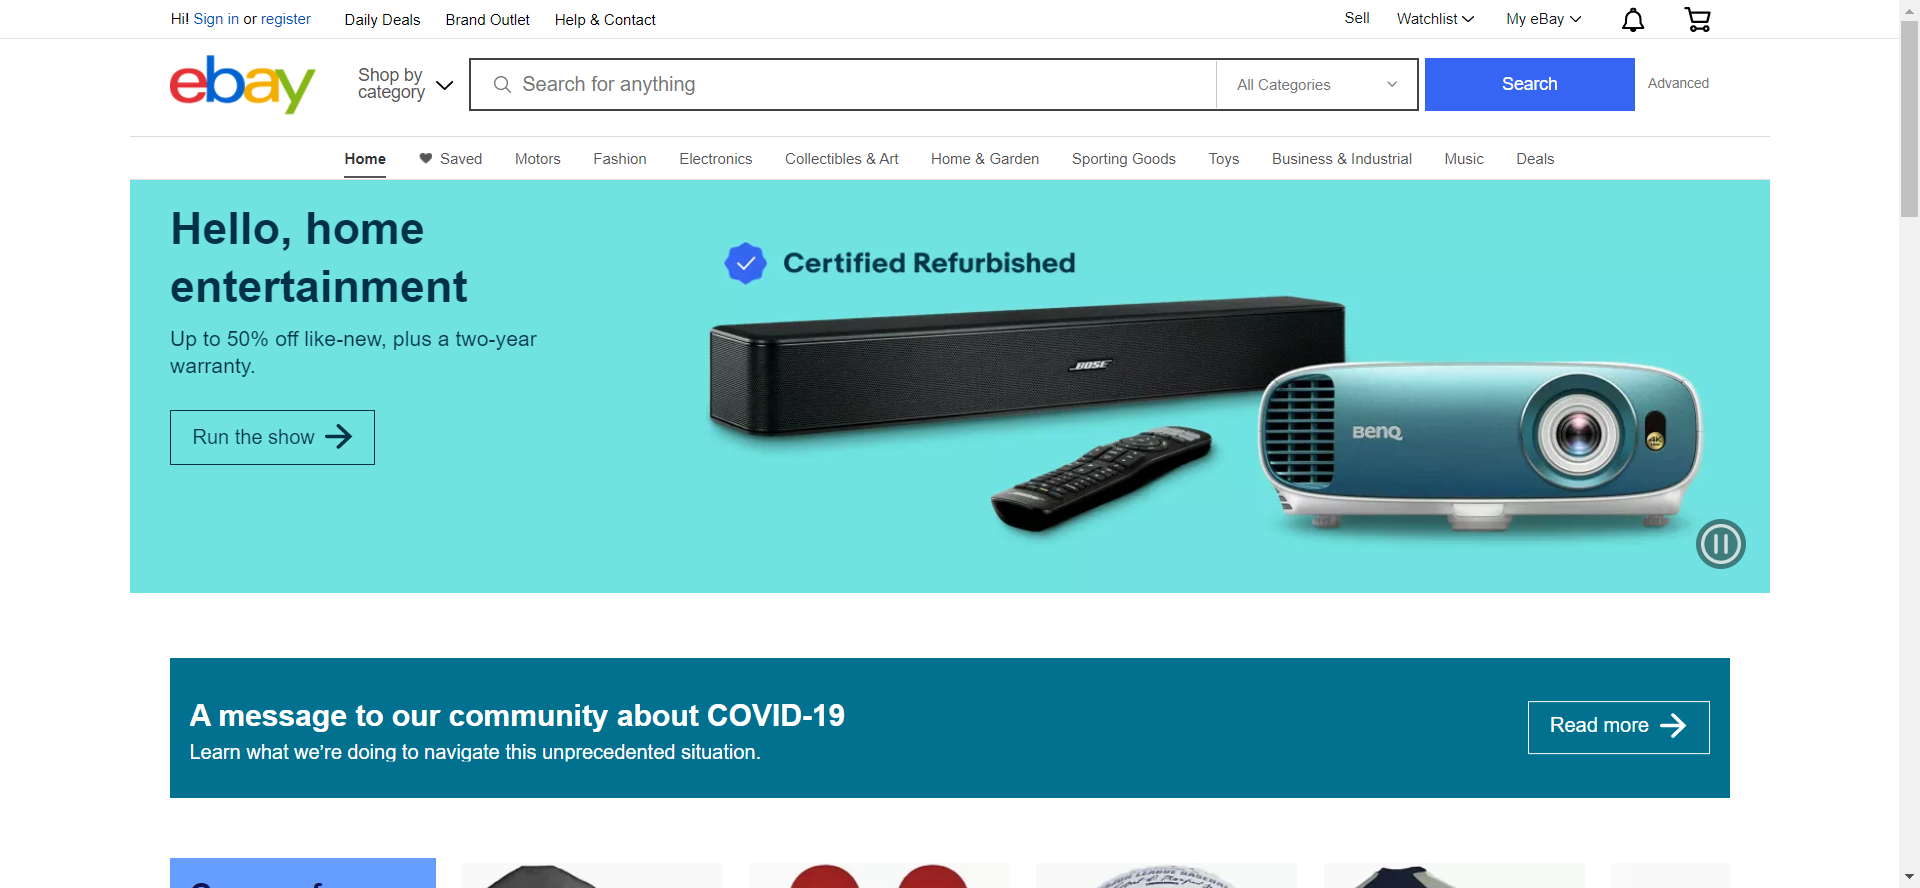 Hi! Sign in or register
Daily Deals
Brand Outlet
Help & Contact
Sell
Watchlist
My eBay
ebay
Shop by
category
Search for anything
All Categories
Search
Advanced
Home
Saved
Motors
Fashion
Electronics
Collectibles & Art
Home & Garden
Sporting Goods
Toys
Business & Industrial
Music
Deals
Hello, home
entertainment
Up to 50% off like-new, plus a two-year
warranty.
Run the show
Certified Refurbished
BOSE
BenQ
4K
A message to our community about COVID-19
Learn what we’re doing to navigate this unprecedented situation.
Read more